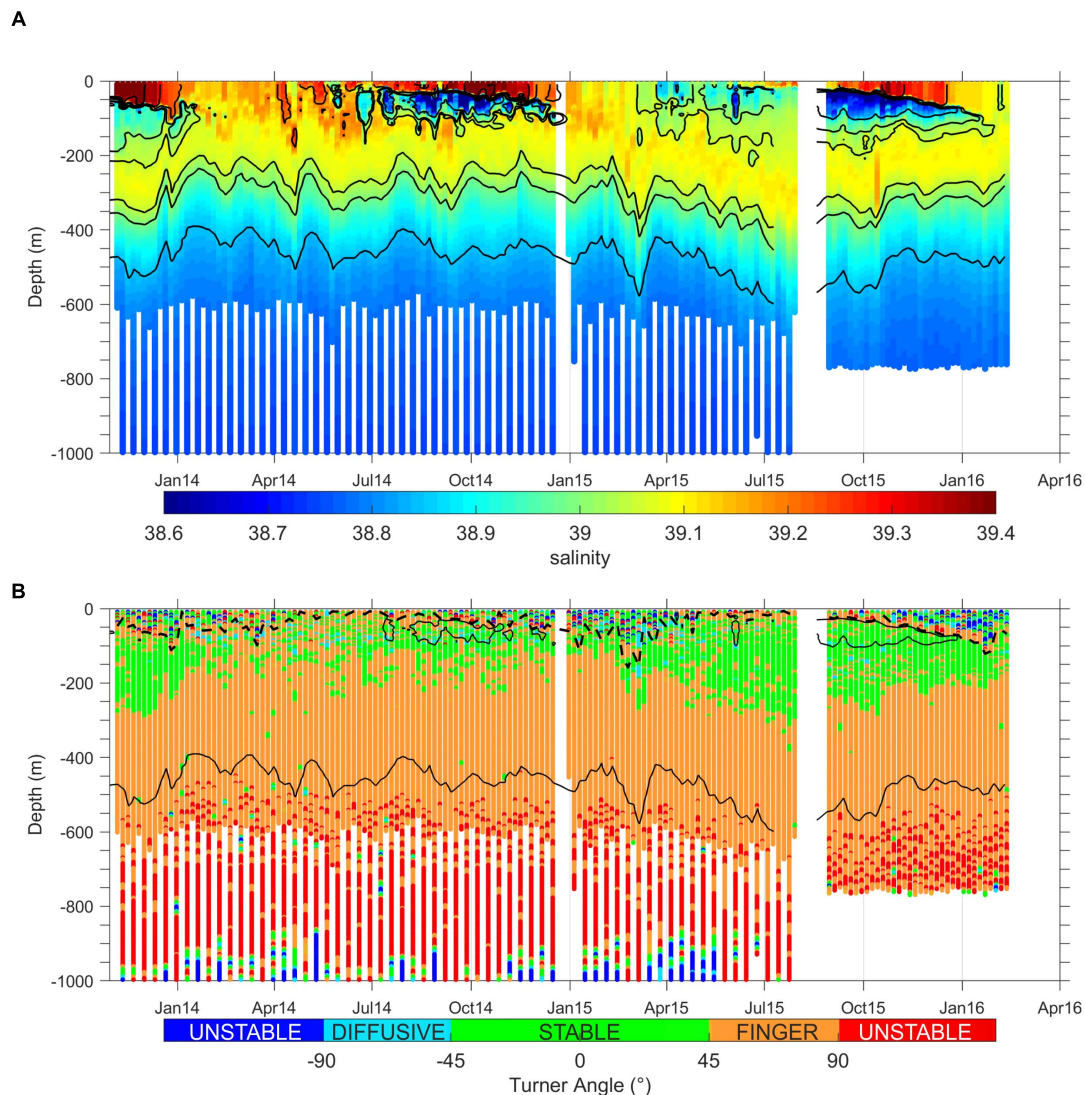 A
0
-200
-400
-600
-800
-1000
Depth (m)
Jan14 Apr14 Jul14 Oct14 Jan15 Apr15 Jul15 Oct15 Jan16 Apr16
38.6 38.7 38.8 38.9 39 39.1 39.2 39.3 39.4
salinity
B
0
-200
-400
-600
-800
-1000
Depth (m)
Jan14 Apr14 Jul14 Oct14 Jan15 Apr15 Jul15 Oct15 Jan16 Apr16
UNSTABLE DIFFUSIVE STABLE FINGER UNSTABLE
-90 -45 0 45 90
Turner Angle (°)